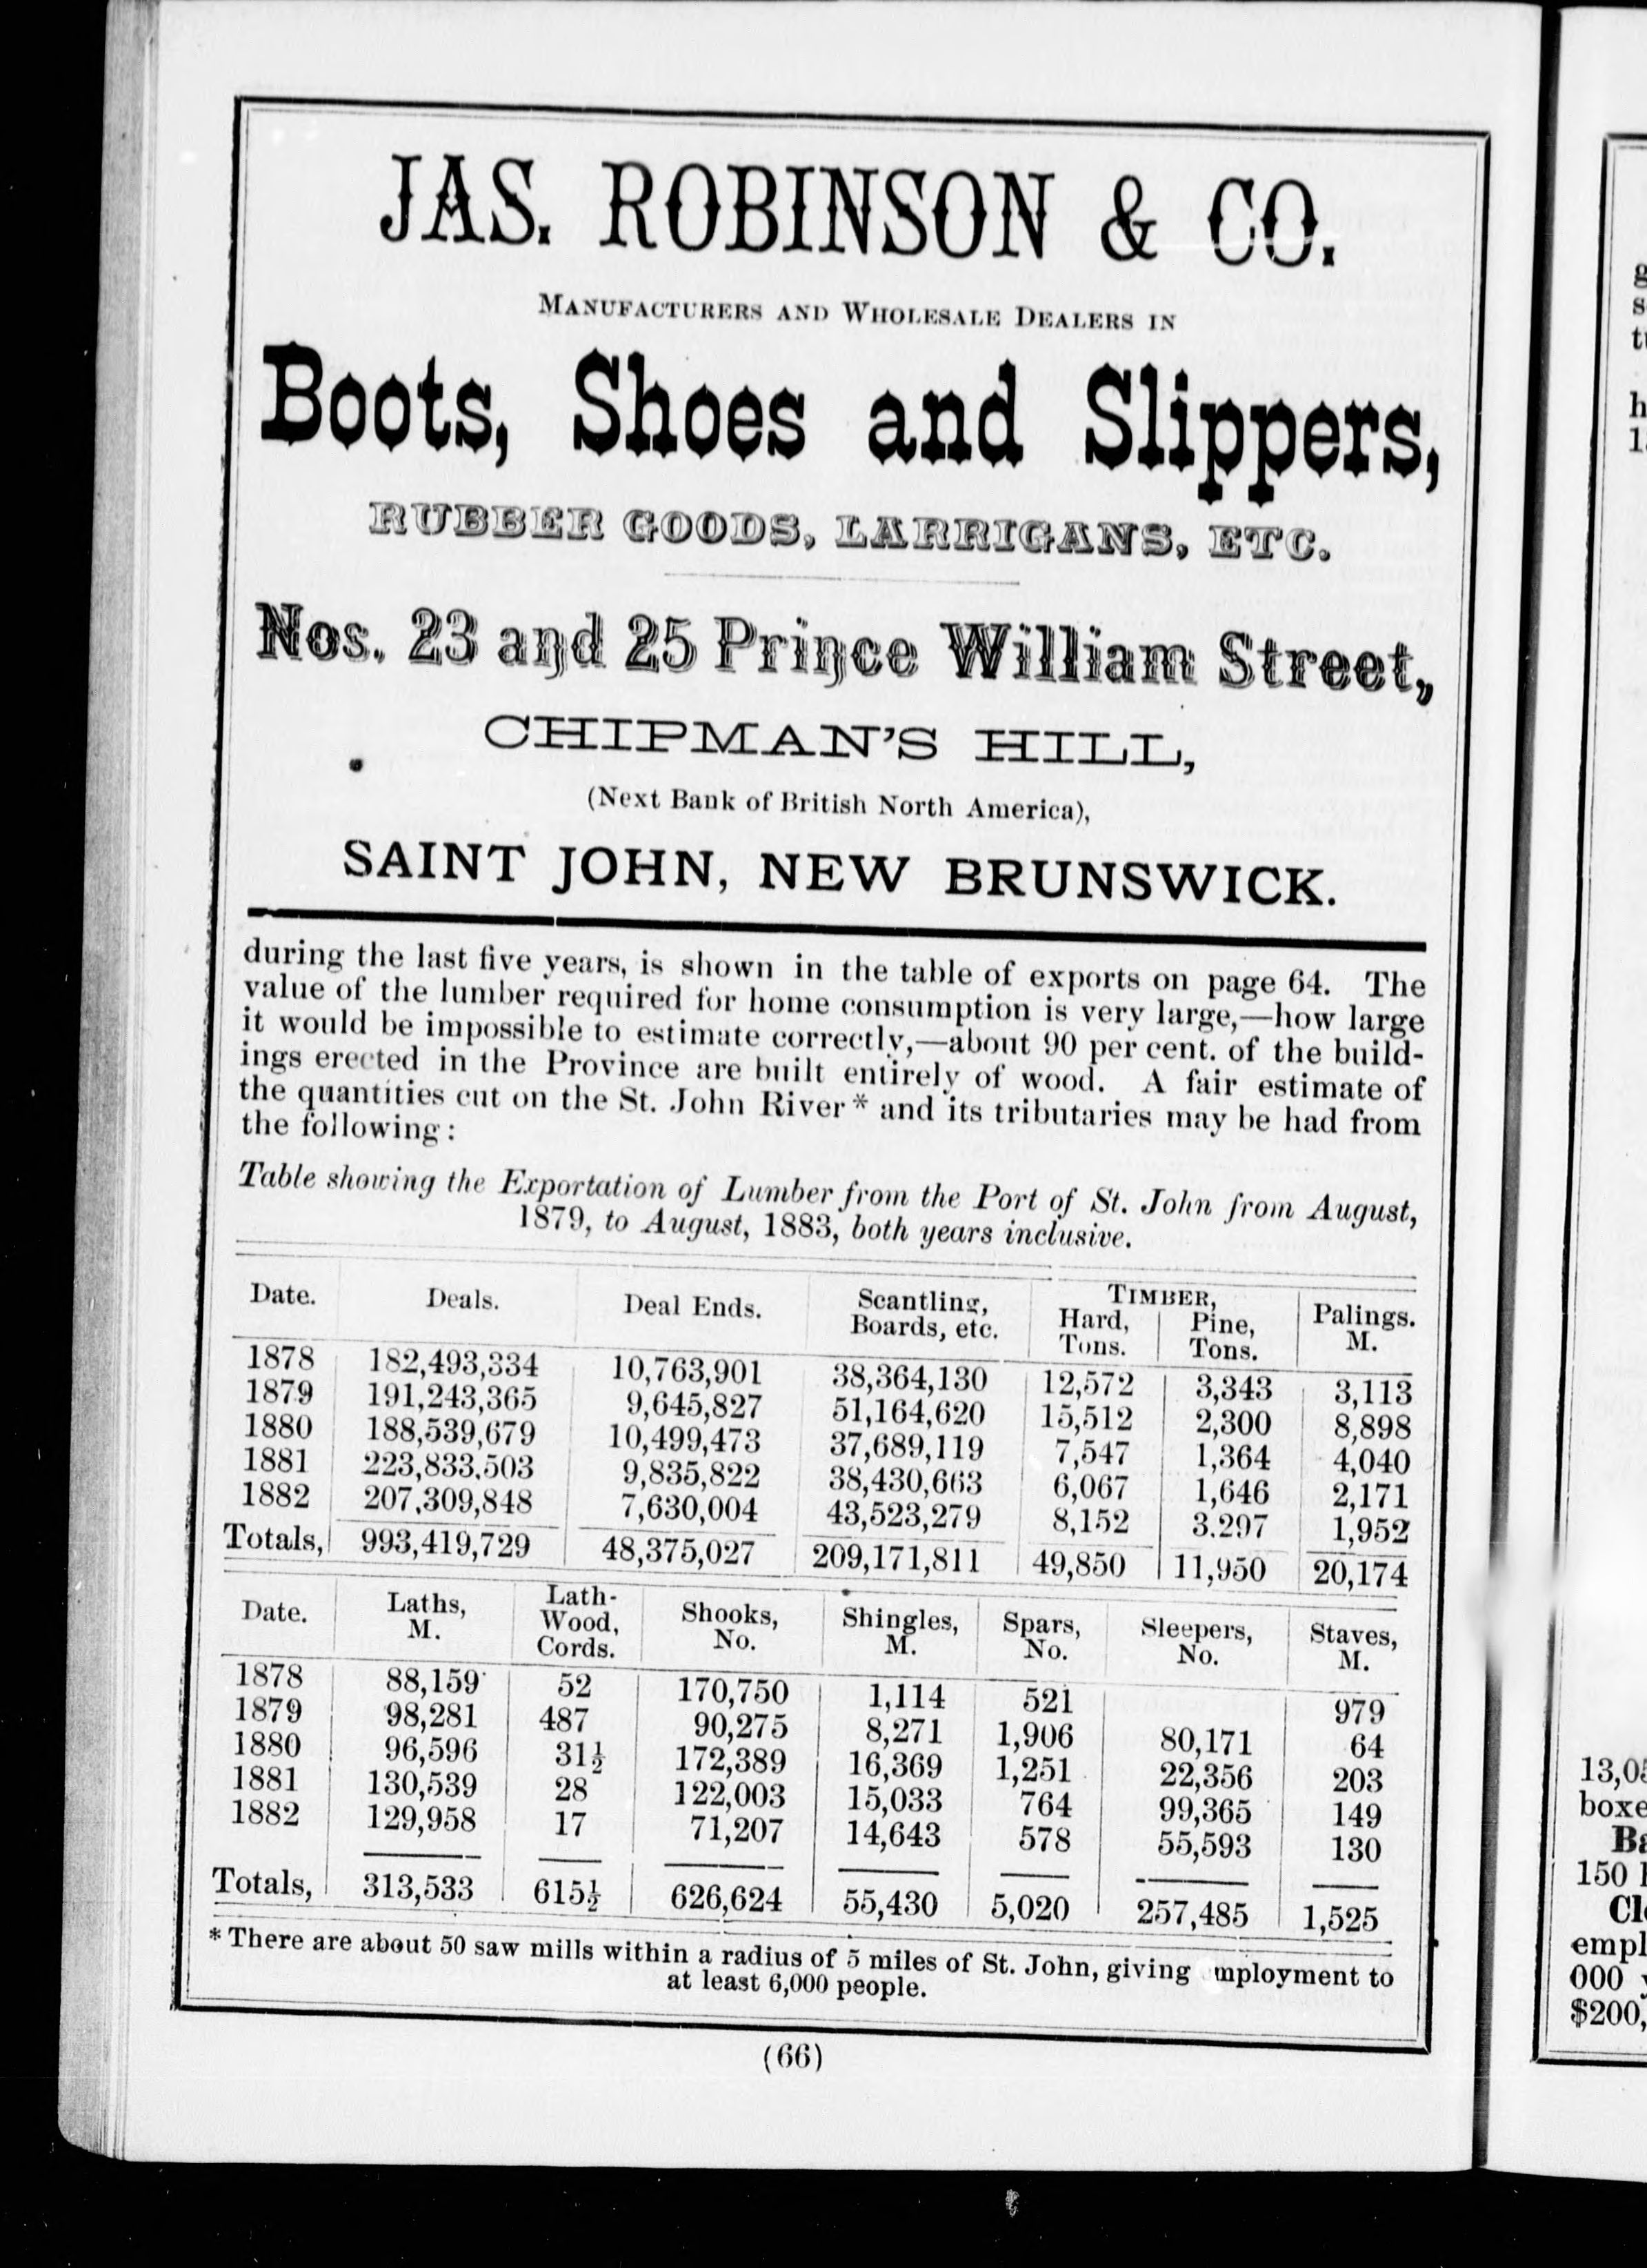 JAS. ROBINSON & CO.
MANUFACTURERS AND WHOLESALE DEALERS IN
Boots, Shoes and Slippers,
RUBBER GOODS, LARRIGANS, ETC.
Nos. 23 and 25 Prince William Street,
CHIPMAN'S HILL,
(Next Bank of British North America),
SAINT JOHN, NEW BRUNSWICK.
during the last five years, is shown in the table of exports on page 64. The
value of the lumber required for home consumption is very large,—how large
it would be impossible to estimate correctly,—about 90 per cent. of the build-
ings erected in the Province are built entirely of wood. A fair estimate of
the quantities cut on the St. John River* and its tributaries may be had from
the following:
Table showing the Exportation of Lumber from the Port of St. John from August,
1879, to August, 1883, both years inclusive.
Date. Deals. Deal Ends. Scantling, Boards, etc. TIMBER, Hard, Tons. Pine, Tons. Palings. M.
1878 182,493,334 10,763,901 38,364,130 12,572 3,343 3,113
1879 191,243,365 9,645,827 51,164,620 15,512 2,300 8,898
1880 188,539,679 10,499,473 37,689,119 7,547 1,364 4,040
1881 223,833,503 9,835,822 38,430,663 6,067 1,646 2,171
1882 207,309,848 7,630,004 43,523,279 8,152 3.297 1,952
Totals, 993,419,729 48,375,027 209,171,811 49,850 11,950 20,174
Date. Laths, M. Lath-Wood, Cords. Shooks, No. Shingles, M. Spars, No. Sleepers, No. Staves, M.
1878 88,159 52 170,750 1,114 521 979
1879 98,281 487 90,275 8,271 1,906 80,171 64
1880 96,596 31½ 172,389 16,369 1,251 22,356 203
1881 130,539 28 122,003 15,033 764 99,365 149
1882 129,958 17 71,207 14,643 578 55,593 130
Totals, 313,533 615½ 626,624 55,430 5,020 257,485 1,525
* There are about 50 saw mills within a radius of 5 miles of St. John, giving mployment to
at least 6,000 people.
(66)
13,05
boxe
Ba
150
Cl
empl
000
$200,